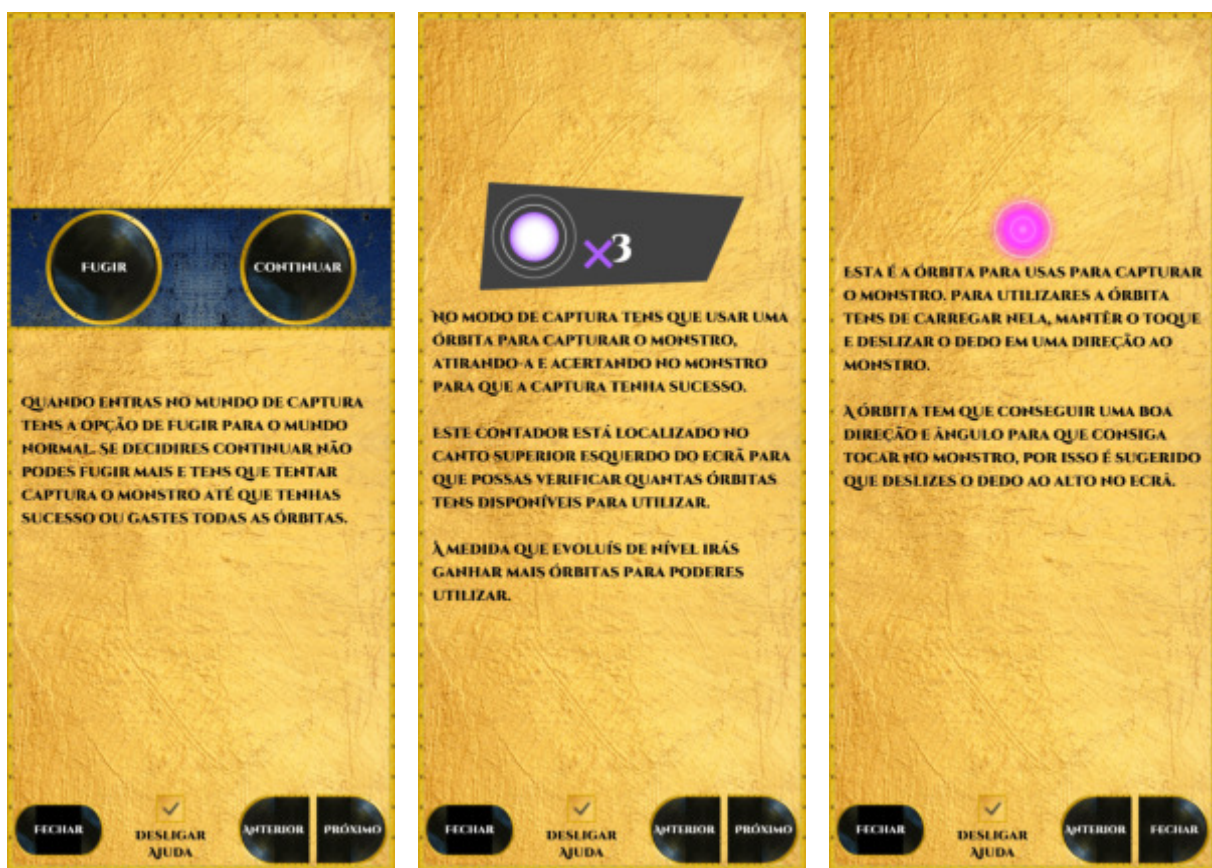 FUGIR
CONTINUAR
QUANDO ENTRAS NO MUNDO DE CAPTURA
TENS A OPÇÃO DE FUGIR PARA O MUNDO
NORMAL. SE DECIDIRES CONTINUAR NÃO
PODES FUGIR MAIS E TENS QUE TENTAR
CAPTURA O MONSTRO ATÉ QUE TENHAS
SUCESSO OU GASTES TODAS AS ÓRBITAS.
FECHAR
DESLIGAR
AJUDA
ANTERIOR
PRÓXIMO
×3
NO MODO DE CAPTURA TENS QUE USAR UMA
ÓRBITA PARA CAPTURAR O MONSTRO,
ATIRANDO-A E ACERTANDO NO MONSTRO
PARA QUE A CAPTURA TENHA SUCESSO.
ESTE CONTADOR ESTÁ LOCALIZADO NO
CANTO SUPERIOR ESQUERDO DO ECRÃ PARA
QUE POSSAS VERIFICAR QUANTAS ÓRBITAS
TENS DISPONÍVEIS PARA UTILIZAR.
À MEDIDA QUE EVOLUÍS DE NÍVEL IRÁS
GANHAR MAIS ÓRBITAS PARA PODERES
UTILIZAR.
FECHAR
DESLIGAR
AJUDA
ANTERIOR
PRÓXIMO
ESTA É A ÓRBITA PARA USAS PARA CAPTURAR
O MONSTRO. PARA UTILIZARES A ÓRBITA
TENS DE CARREGAR NELA, MANTÊR O TOQUE
E DESLIZAR O DEDO EM UMA DIREÇÃO AO
MONSTRO.
A ÓRBITA TEM QUE CONSEGUIR UMA BOA
DIREÇÃO E ÂNGULO PARA QUE CONSIGA
TOCAR NO MONSTRO, POR ISSO É SUGERIDO
QUE DESLIZES O DEDO AO ALTO NO ECRÃ.
FECHAR
DESLIGAR
AJUDA
ANTERIOR
FECHAR